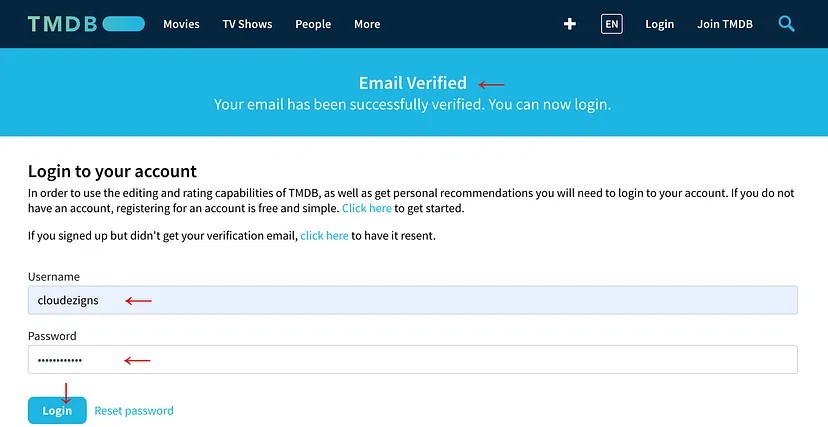 TMDB Movies TV Shows People More EN Login Join TMDB
Email Verified
Your email has been successfully verified. You can now login.
Login to your account
In order to use the editing and rating capabilities of TMDB, as well as get personal recommendations you will need to login to your account. If you do not
have an account, registering for an account is free and simple. Click here to get started.
If you signed up but didn't get your verification email, click here to have it resent.
Username
cloudezigns
Password
••••••••••••
Login Reset password